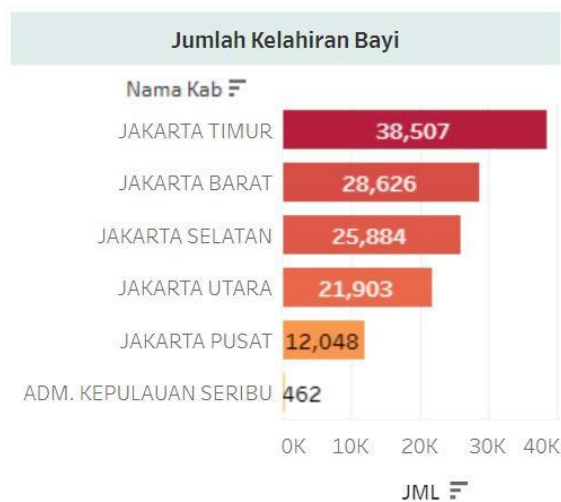 Jumlah Kelahiran Bayi
Nama Kab
JAKARTA TIMUR 38,507
JAKARTA BARAT 28,626
JAKARTA SELATAN 25,884
JAKARTA UTARA 21,903
JAKARTA PUSAT 12,048
ADM. KEPULAUAN SERIBU 462
0K 10K 20K 30K 40K
JML